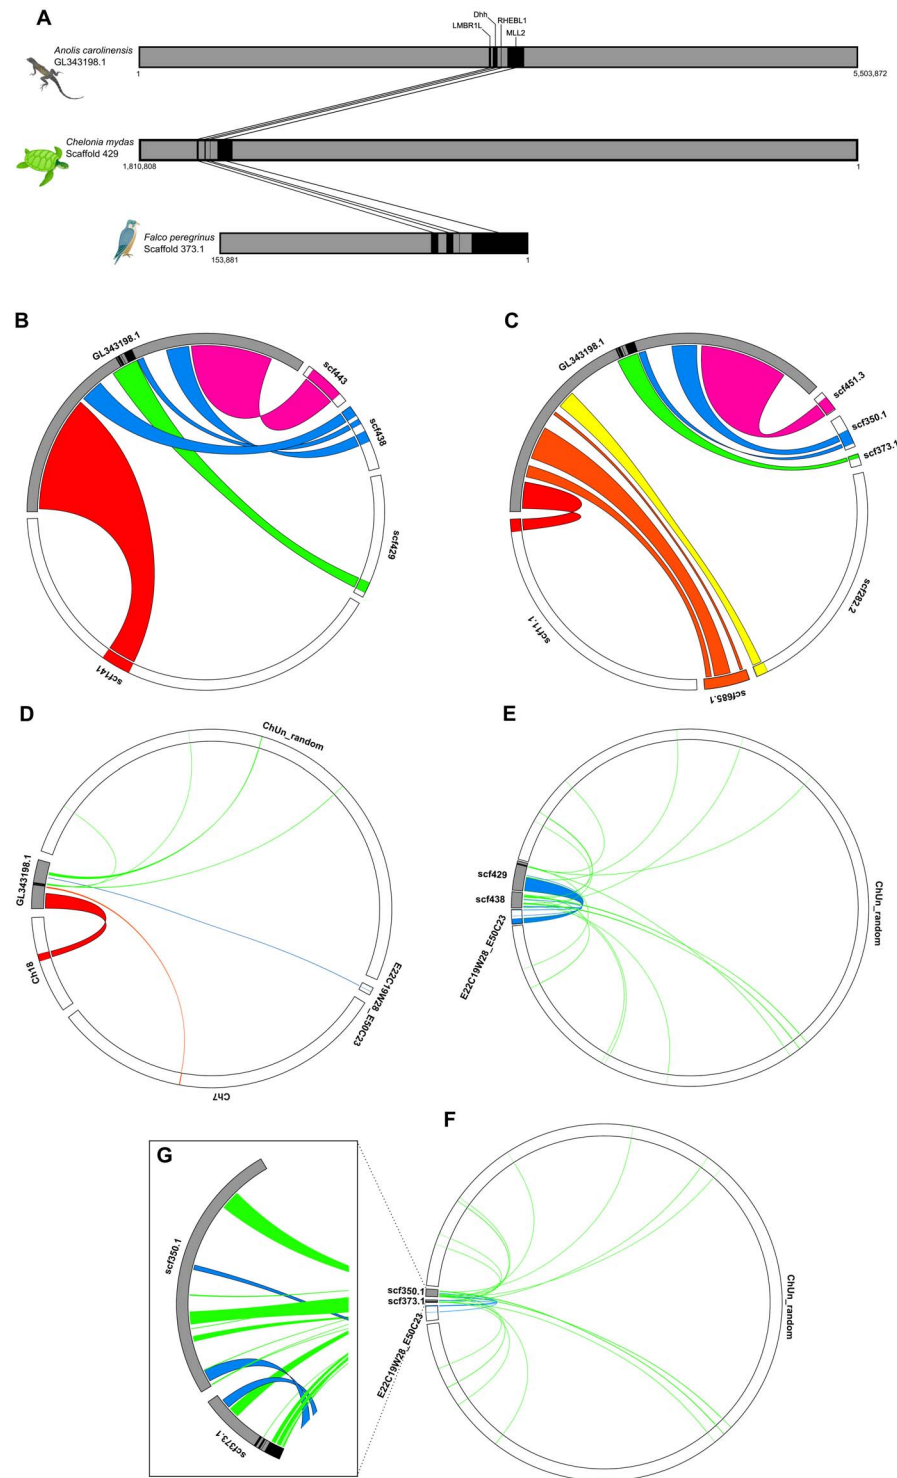 A
Dhh
RHEBL1
LMBR1L
MLL2
Anolis carolinensis
GL343198.1
1
5,503,872
Chelonia mydas
Scaffold 429
1,810,808
1
Falco peregrinus
Scaffold 373.1
153,881
1
B
GL343198.1
scf443
scf438
scf429
scf141
C
GL343198.1
scf451.3
scf350.1
scf373.1
scf282.2
scf685.1
scf11.1
D
ChUn_random
GL343198.1
Ch18
E22C19W28_E50C23
Ch7
E
scf429
scf438
E22C19W28_E50C23
ChUn_random
F
scf350.1
scf373.1
E22C19W28_E50C23
ChUn_random
G
scf350.1
scf373.1